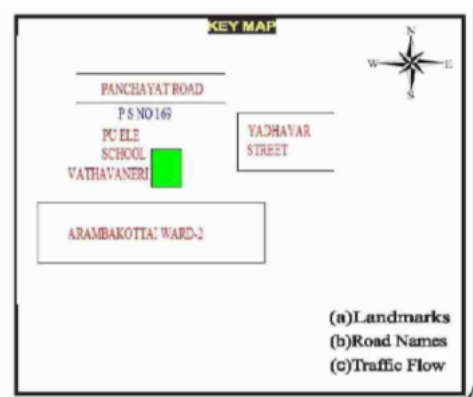 KEY MAP
N
W E
S
PANCHAYAT ROAD
P S NO 169
PU ELE
SCHOOL
VATHAVANERI
YADHAVAR
STREET
ARAMBAKOTTAI WARD-2
(a)Landmarks
(b)Road Names
(c)Traffic Flow